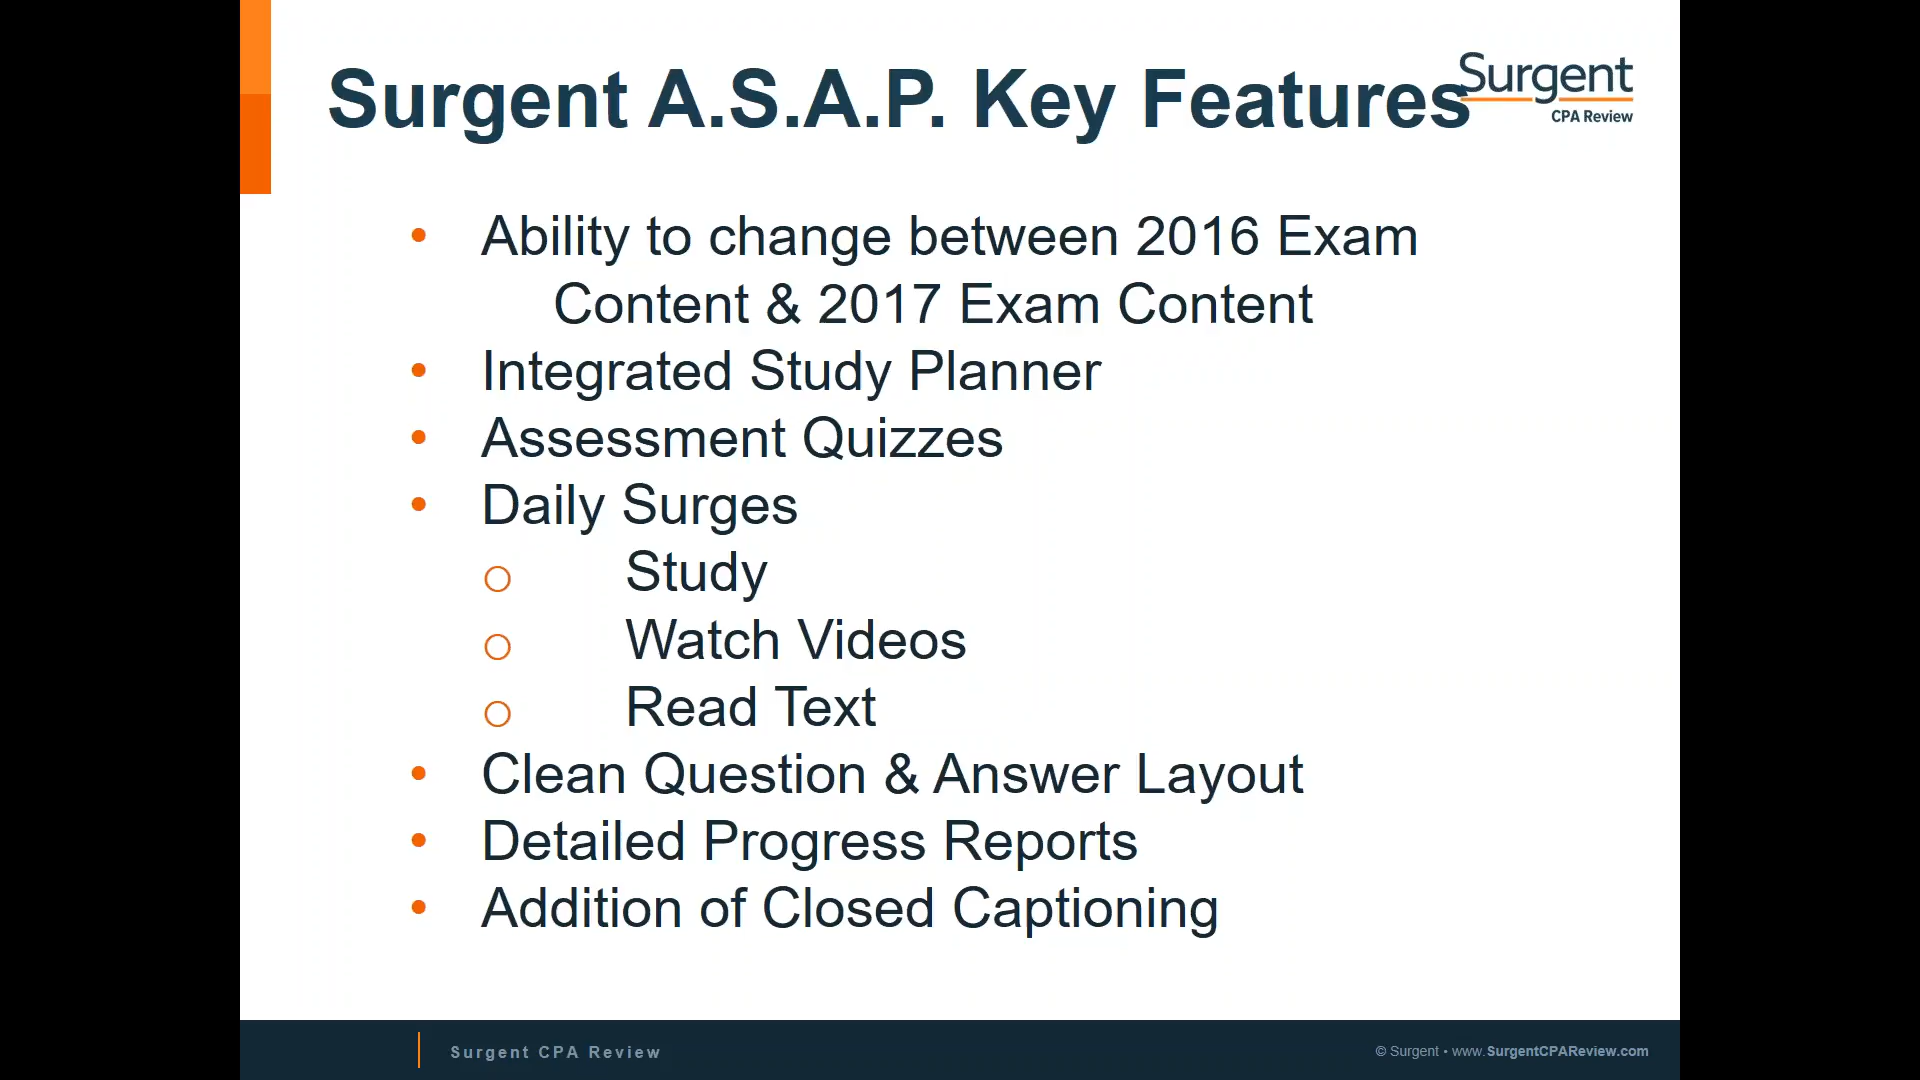 Surgent A.S.A.P. Key Features
Surgent
CPA Review
• Ability to change between 2016 Exam
Content & 2017 Exam Content
• Integrated Study Planner
• Assessment Quizzes
• Daily Surges
o Study
o Watch Videos
o Read Text
• Clean Question & Answer Layout
• Detailed Progress Reports
• Addition of Closed Captioning
Surgent CPA Review
© Surgent • www.SurgentCPAReview.com